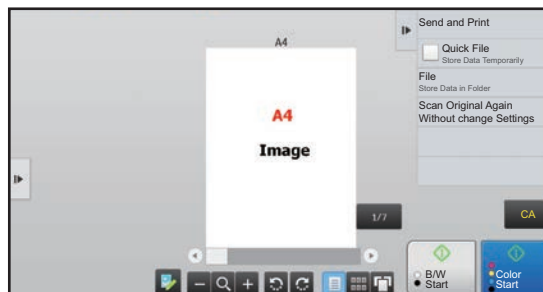 A4
A4
Image
1/7
Send and Print
Quick File
Store Data Temporarily
File
Store Data in Folder
Scan Original Again
Without change Settings
CA
B/W
Start
Color
Start